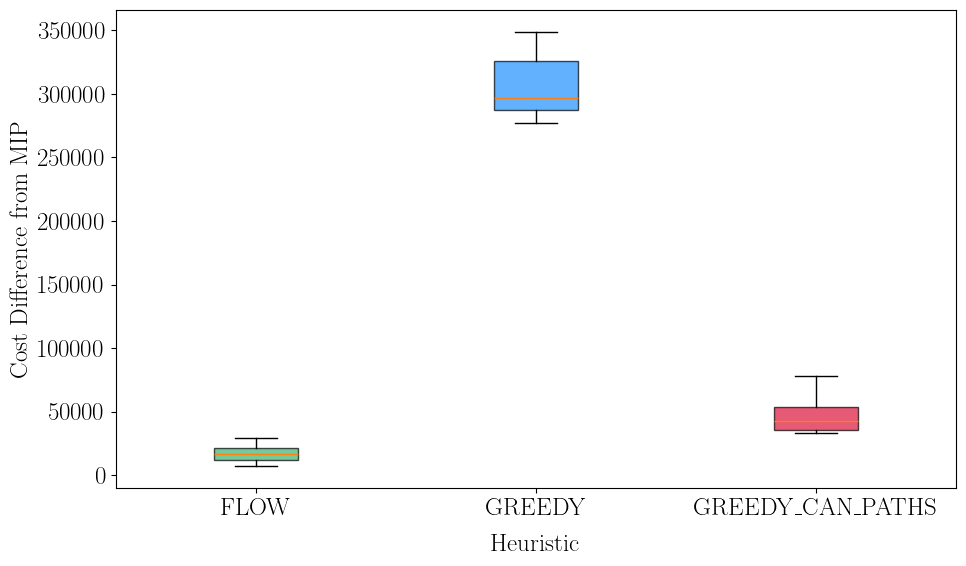 Cost Difference from MIP
350000
300000
250000
200000
150000
100000
50000
0
FLOW GREEDY GREEDY_CAN_PATHS
Heuristic